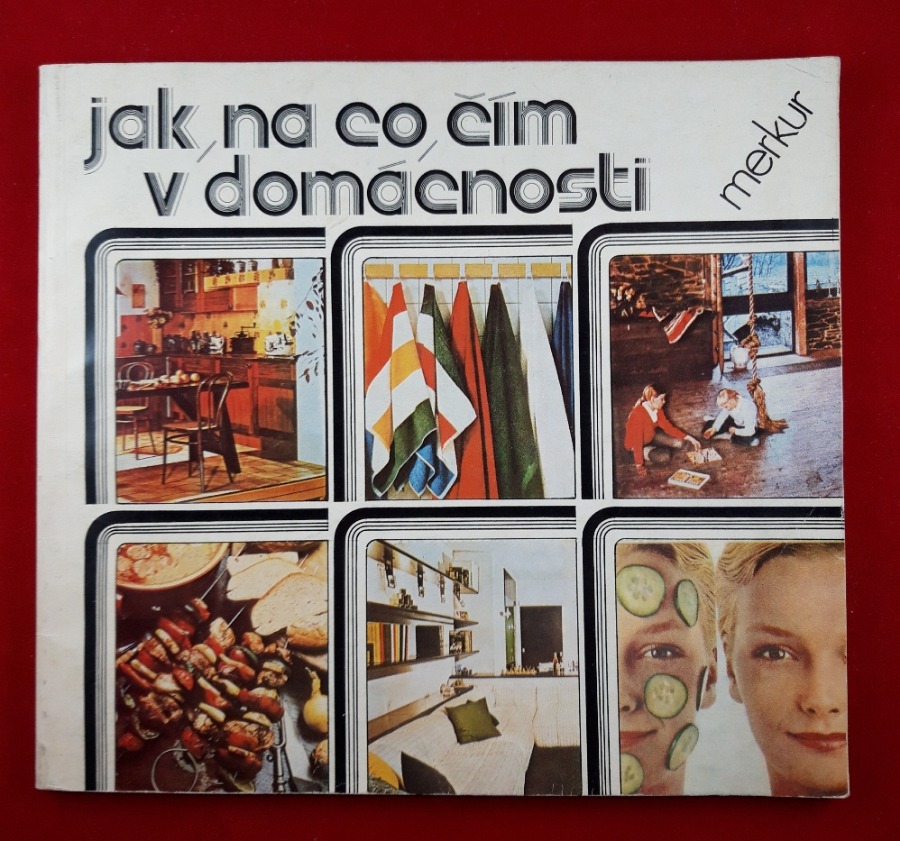 jak, na co, čím
v domácnosti
merkur